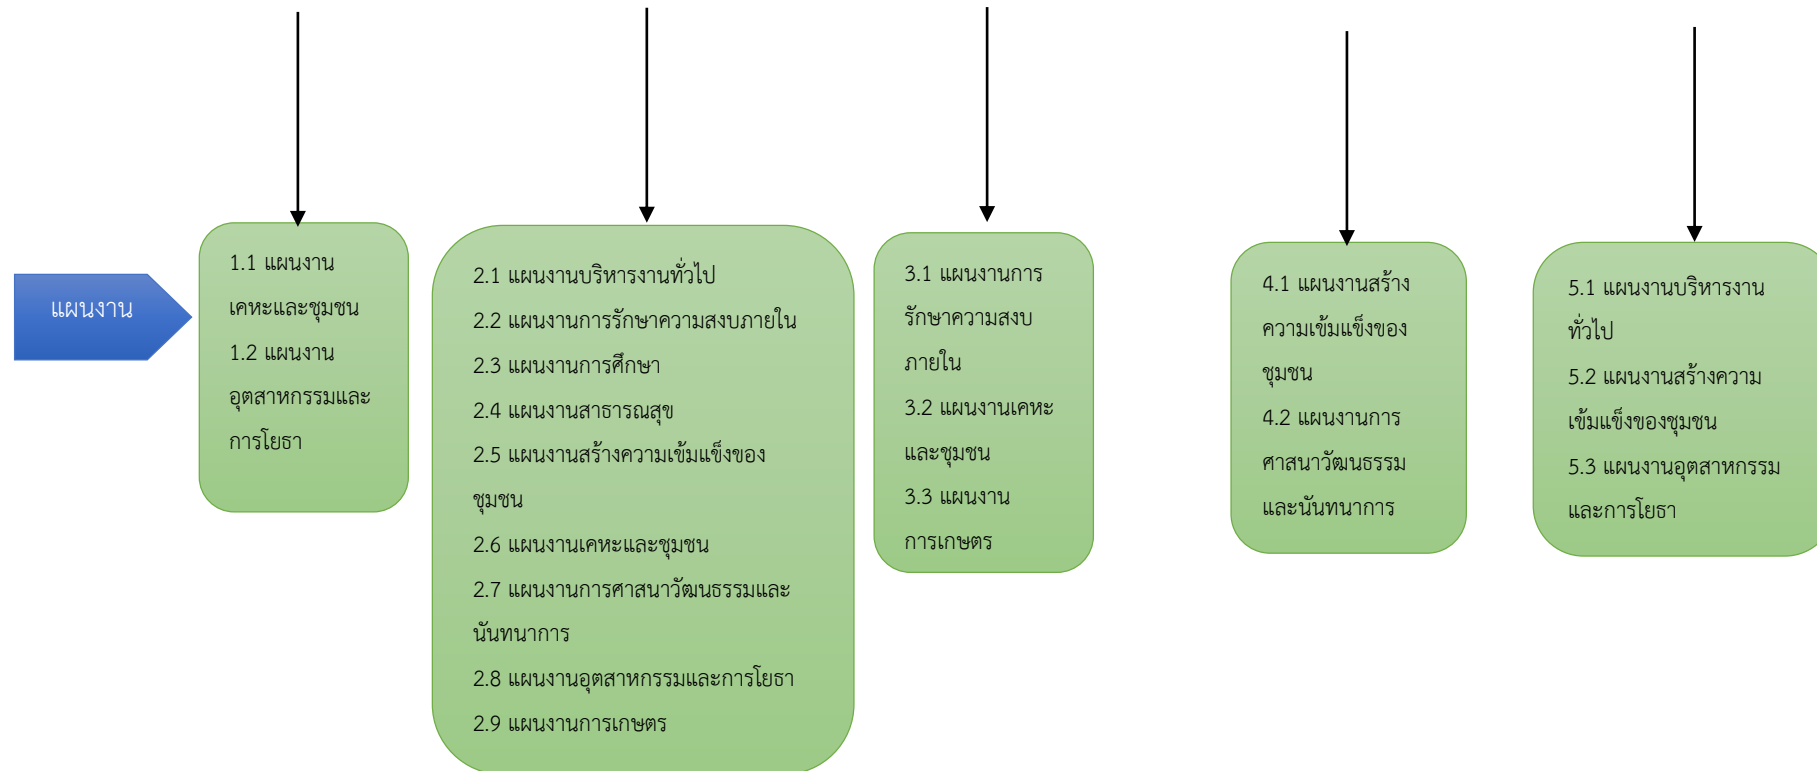 แผนงาน
1.1 แผนงาน
เคหะและชุมชน
1.2 แผนงาน
อุตสาหกรรมและ
การโยธา
2.1 แผนงานบริหารงานทั่วไป
2.2 แผนงานการรักษาความสงบภายใน
2.3 แผนงานการศึกษา
2.4 แผนงานสาธารณสุข
2.5 แผนงานสร้างความเข้มแข็งของ
ชุมชน
2.6 แผนงานเคหะและชุมชน
2.7 แผนงานการศาสนาวัฒนธรรมและ
นันทนาการ
2.8 แผนงานอุตสาหกรรมและการโยธา
2.9 แผนงานการเกษตร
3.1 แผนงานการ
รักษาความสงบ
ภายใน
3.2 แผนงานเคหะ
และชุมชน
3.3 แผนงาน
การเกษตร
4.1 แผนงานสร้าง
ความเข้มแข็งของ
ชุมชน
4.2 แผนงานการ
ศาสนาวัฒนธรรม
และนันทนาการ
5.1 แผนงานบริหารงาน
ทั่วไป
5.2 แผนงานสร้างความ
เข้มแข็งของชุมชน
5.3 แผนงานอุตสาหกรรม
และการโยธา